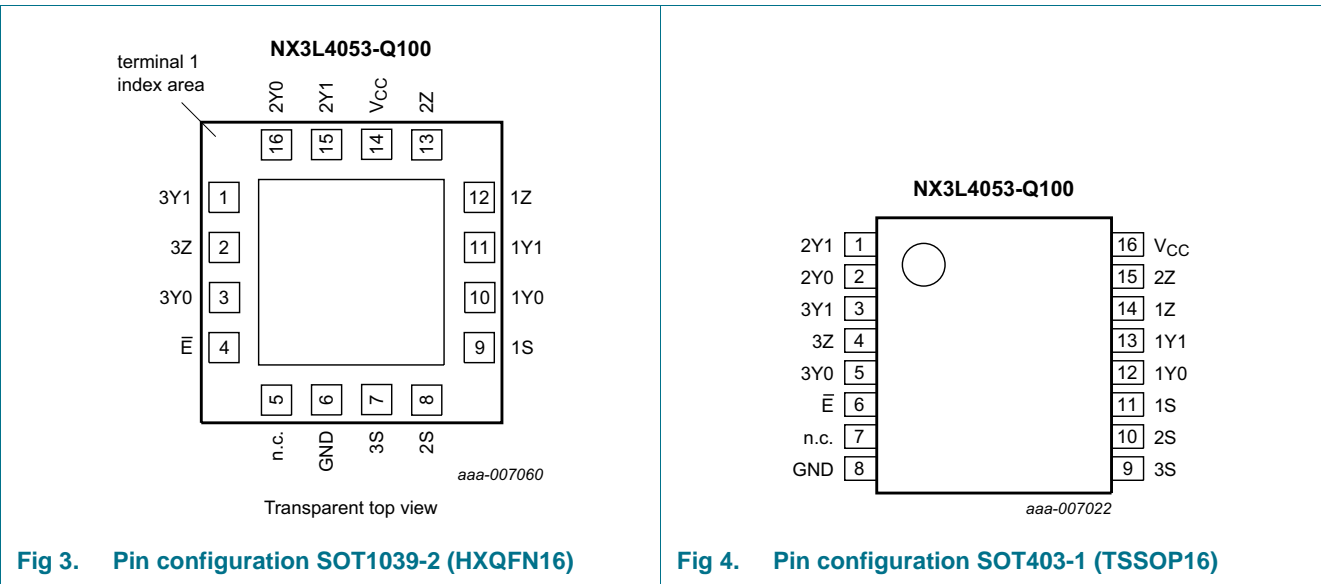 NX3L4053-Q100
terminal 1
index area
2Y0
2Y1
VCC
2Z
16
15
14
13
3Y1 1
12 1Z
3Z 2
11 1Y1
3Y0 3
10 1Y0
E̅ 4
9 1S
5
6
7
8
n.c.
GND
3S
2S
aaa-007060
Transparent top view
Fig 3. Pin configuration SOT1039-2 (HXQFN16)
NX3L4053-Q100
2Y1 1
16 VCC
2Y0 2
15 2Z
3Y1 3
14 1Z
3Z 4
13 1Y1
3Y0 5
12 1Y0
E̅ 6
11 1S
n.c. 7
10 2S
GND 8
9 3S
aaa-007022
Fig 4. Pin configuration SOT403-1 (TSSOP16)